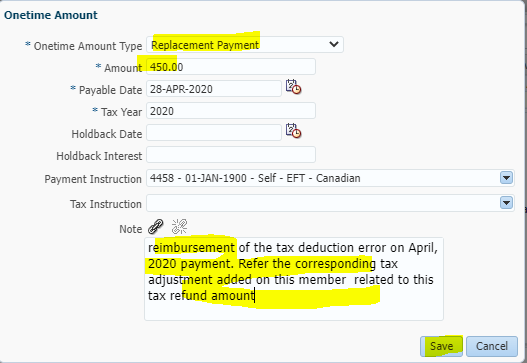 Onetime Amount
* Onetime Amount Type Replacement Payment
* Amount 450.00
* Payable Date 28-APR-2020
* Tax Year 2020
Holdback Date
Holdback Interest
Payment Instruction 4458 - 01-JAN-1900 - Self - EFT - Canadian
Tax Instruction
Note
reimbursement of the tax deduction error on April,
2020 payment. Refer the corresponding tax
adjustment added on this member  related to this
tax refund amount
Save Cancel